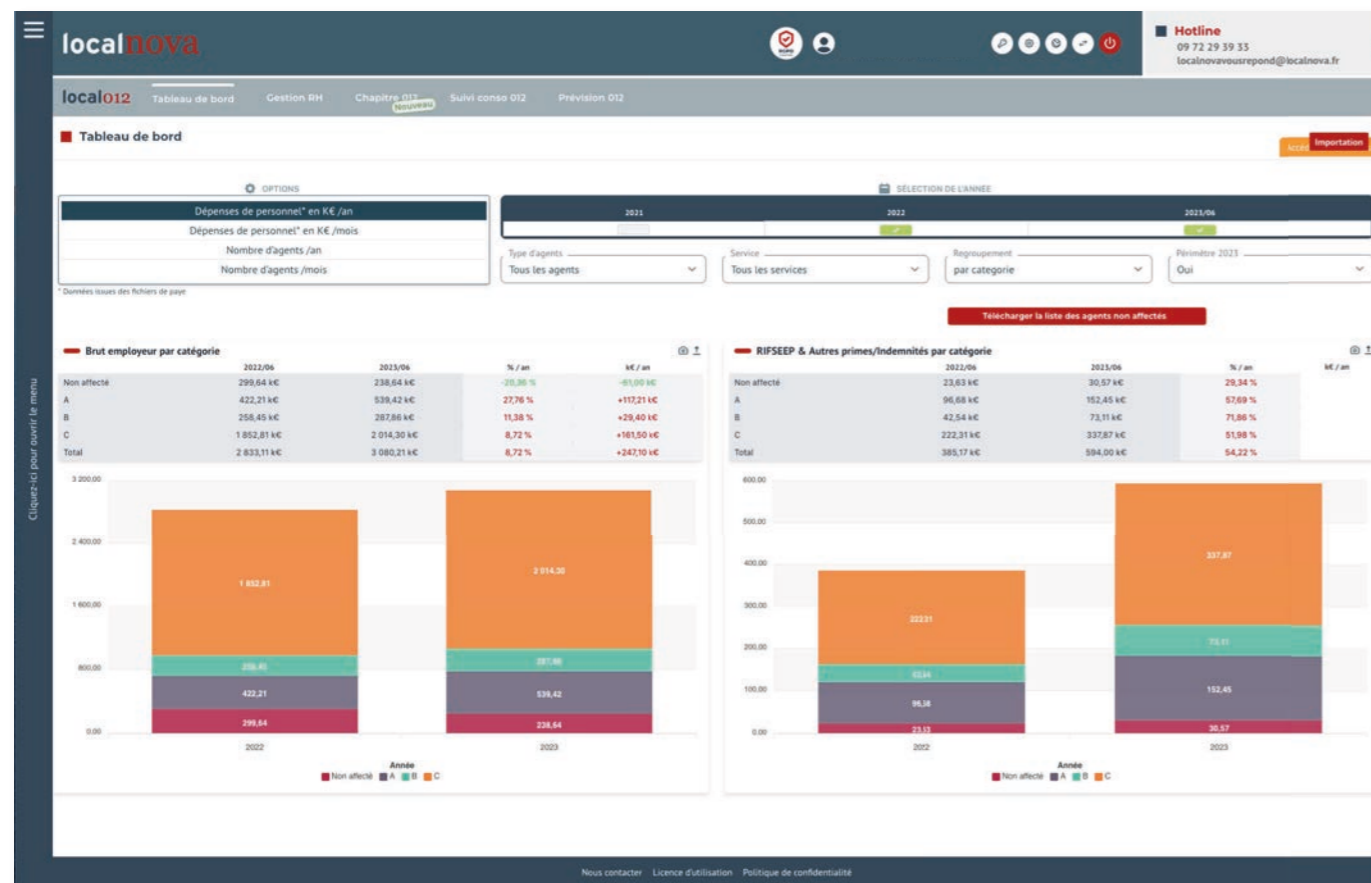 localnova
Hotline
09 72 29 39 33
localnovavousrepond@localnova.fr
local012 Tableau de bord Gestion RH Chapitre 012 Nouveau Suivi conso 012 Prévision 012
Tableau de bord
Importation
OPTIONS
Dépenses de personnel* en K€ /an
Dépenses de personnel* en K€ /mois
Nombre d'agents /an
Nombre d'agents /mois
* Données issues des fichiers de paye
SÉLECTION DE L'ANNÉE
2021 2022 2023/06
Type d'agents Service Regroupement Périmètre 2023
Tous les agents Tous les services par categorie Oui
Télécharger la liste des agents non affectés
Cliquez-ici pour ouvrir le menu
Brut employeur par catégorie
2022/06 2023/06 % / an k€ / an
Non affecté 299,64 k€ 238,64 k€ -20,36 % -61,00 k€
A 422,21 k€ 539,42 k€ 27,76 % +117,21 k€
B 258,45 k€ 287,86 k€ 11,38 % +29,40 k€
C 1 852,81 k€ 2 014,30 k€ 8,72 % +161,50 k€
Total 2 833,11 k€ 3 080,21 k€ 8,72 % +247,10 k€
3 200,00
2 400,00
1 600,00
800,00
0,00
1 852,81
258,45
422,21
299,64
2 014,30
287,86
539,42
238,64
2022 2023
Année
Non affecté A B C
RIFSEEP & Autres primes/Indemnités par catégorie
2022/06 2023/06 % / an k€ / an
Non affecté 23,63 k€ 30,57 k€ 29,34 %
A 96,68 k€ 152,45 k€ 57,69 %
B 42,54 k€ 73,11 k€ 71,86 %
C 222,31 k€ 337,87 k€ 51,98 %
Total 385,17 k€ 594,00 k€ 54,22 %
600,00
500,00
400,00
300,00
200,00
100,00
0,00
222,31
337,87
73,11
152,45
30,57
2022 2023
Année
Non affecté A B C
Nous contacter Licence d'utilisation Politique de confidentialité